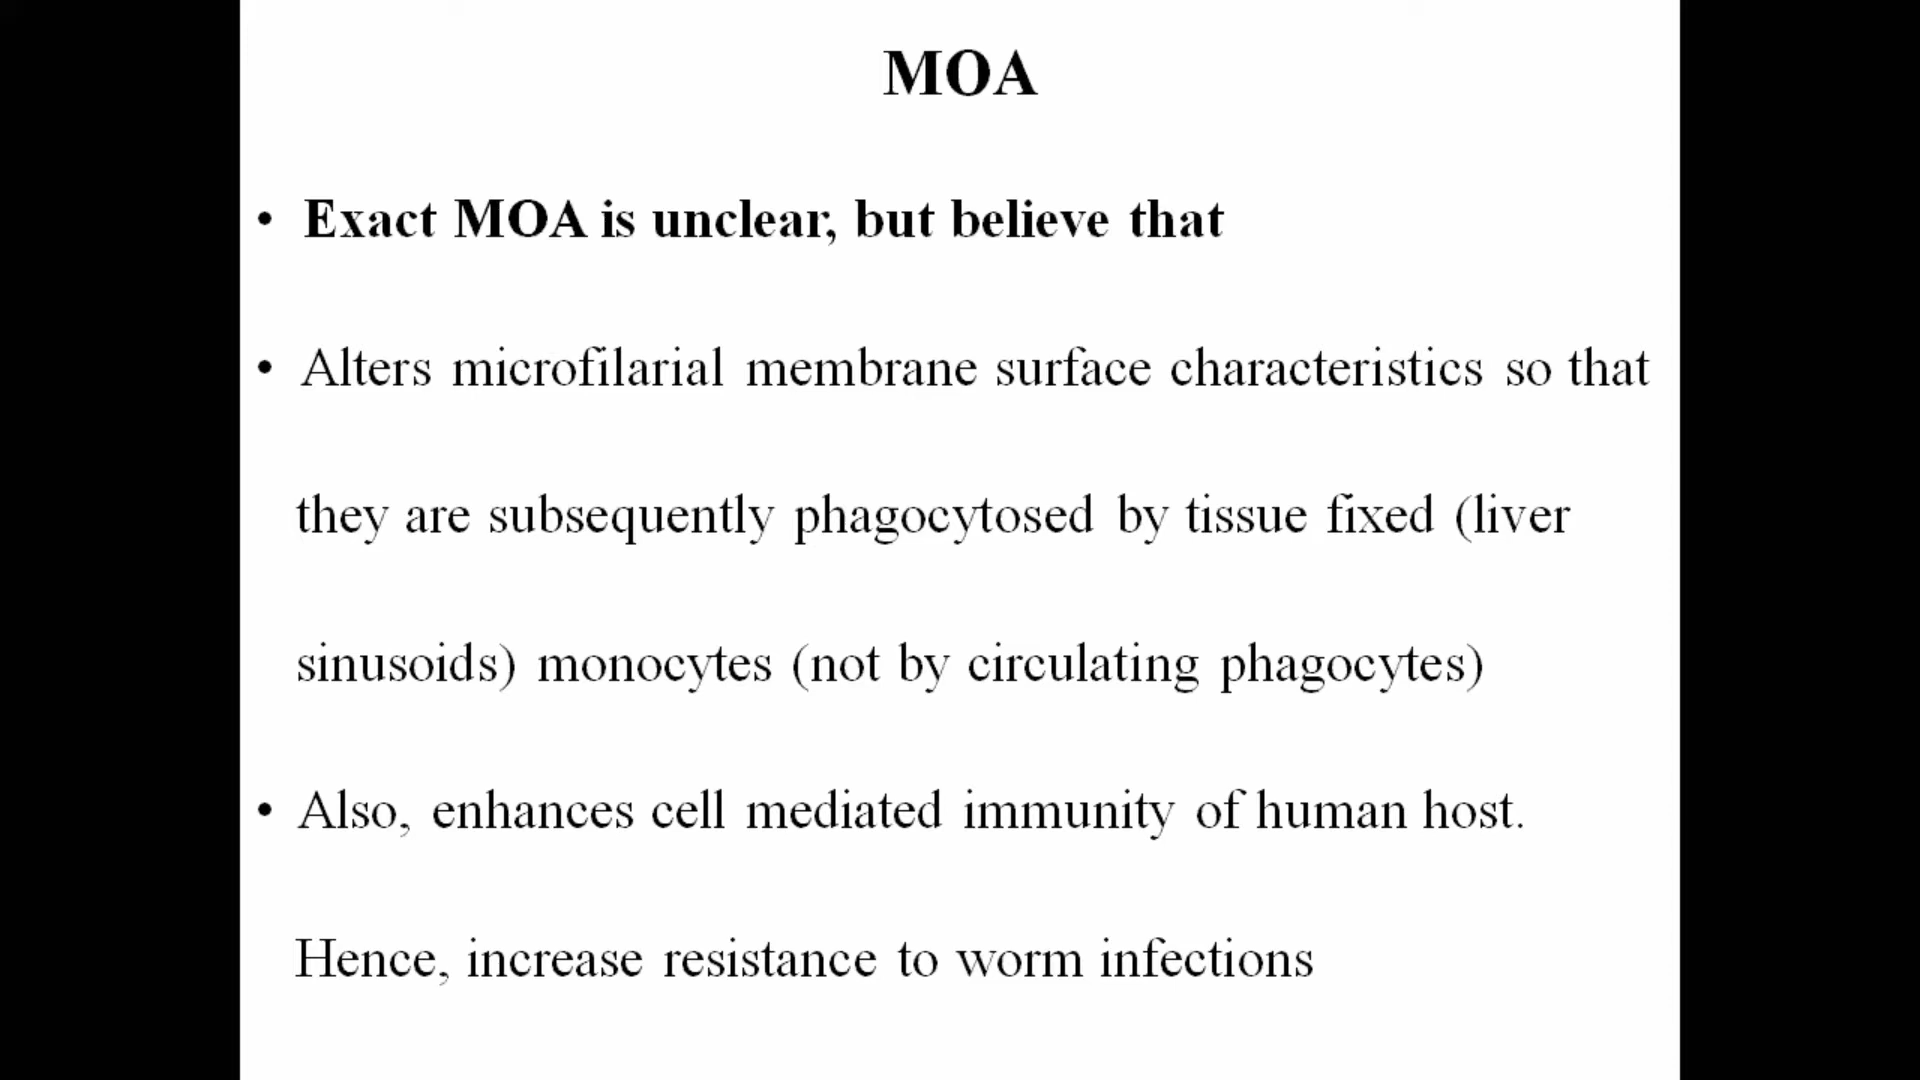 MOA
• Exact MOA is unclear, but believe that
• Alters microfilarial membrane surface characteristics so that
they are subsequently phagocytosed by tissue fixed (liver
sinusoids) monocytes (not by circulating phagocytes)
• Also, enhances cell mediated immunity of human host.
Hence, increase resistance to worm infections